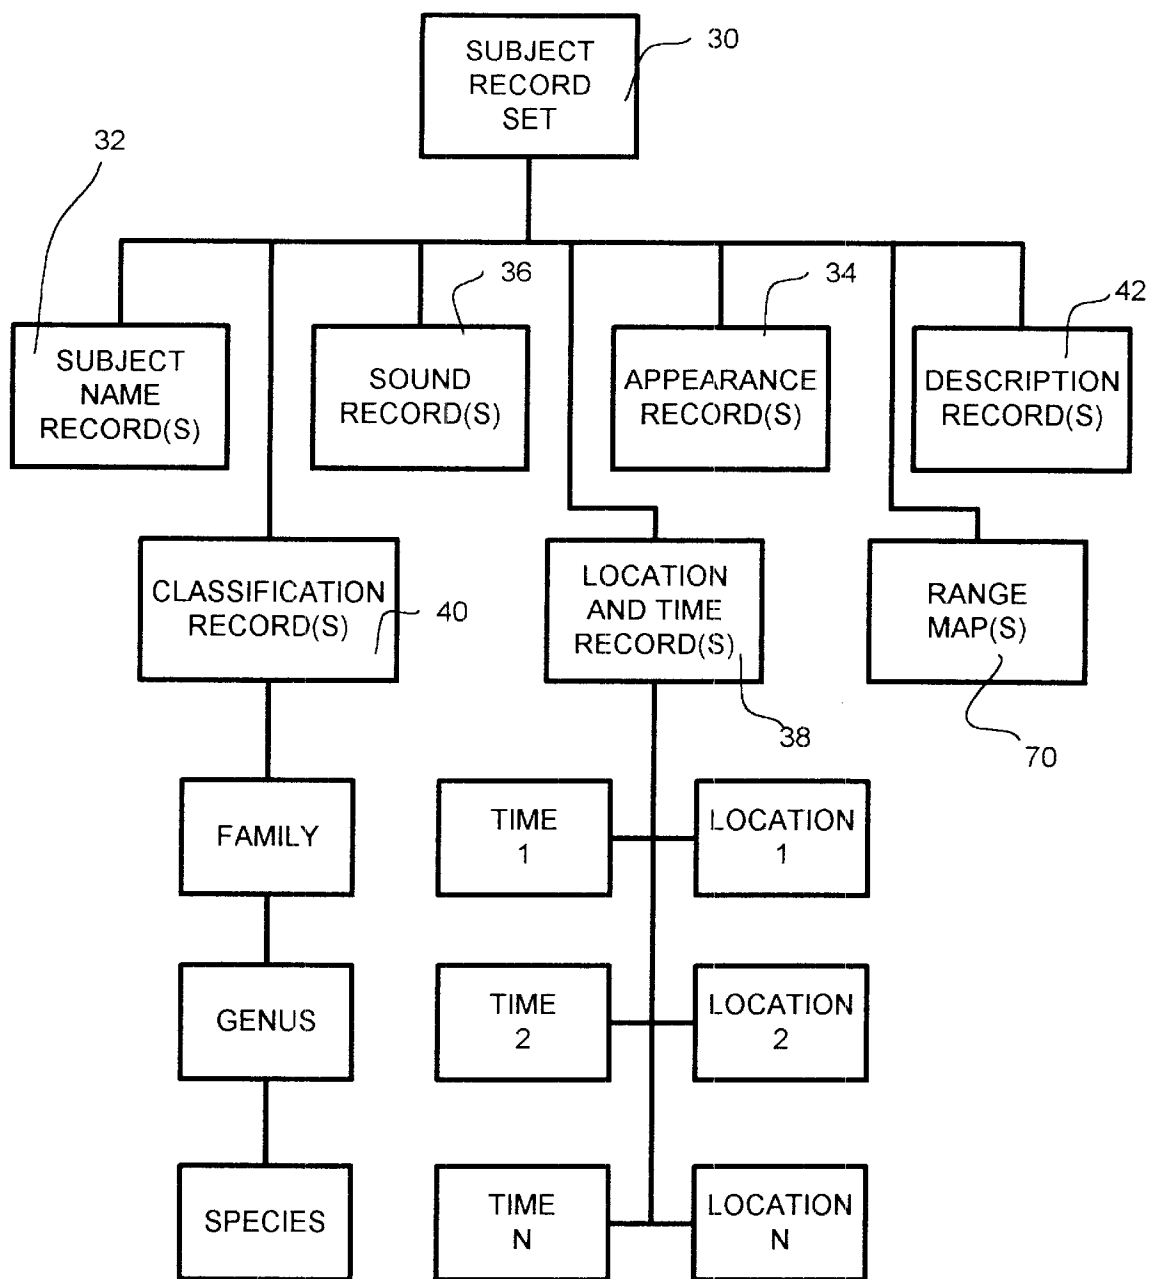 SUBJECT
RECORD
SET
30
32
36
34
42
SUBJECT
NAME
RECORD(S)
SOUND
RECORD(S)
APPEARANCE
RECORD(S)
DESCRIPTION
RECORD(S)
CLASSIFICATION
RECORD(S)
40
LOCATION
AND TIME
RECORD(S)
38
RANGE
MAP(S)
70
FAMILY
TIME
1
LOCATION
1
GENUS
TIME
2
LOCATION
2
SPECIES
TIME
N
LOCATION
N